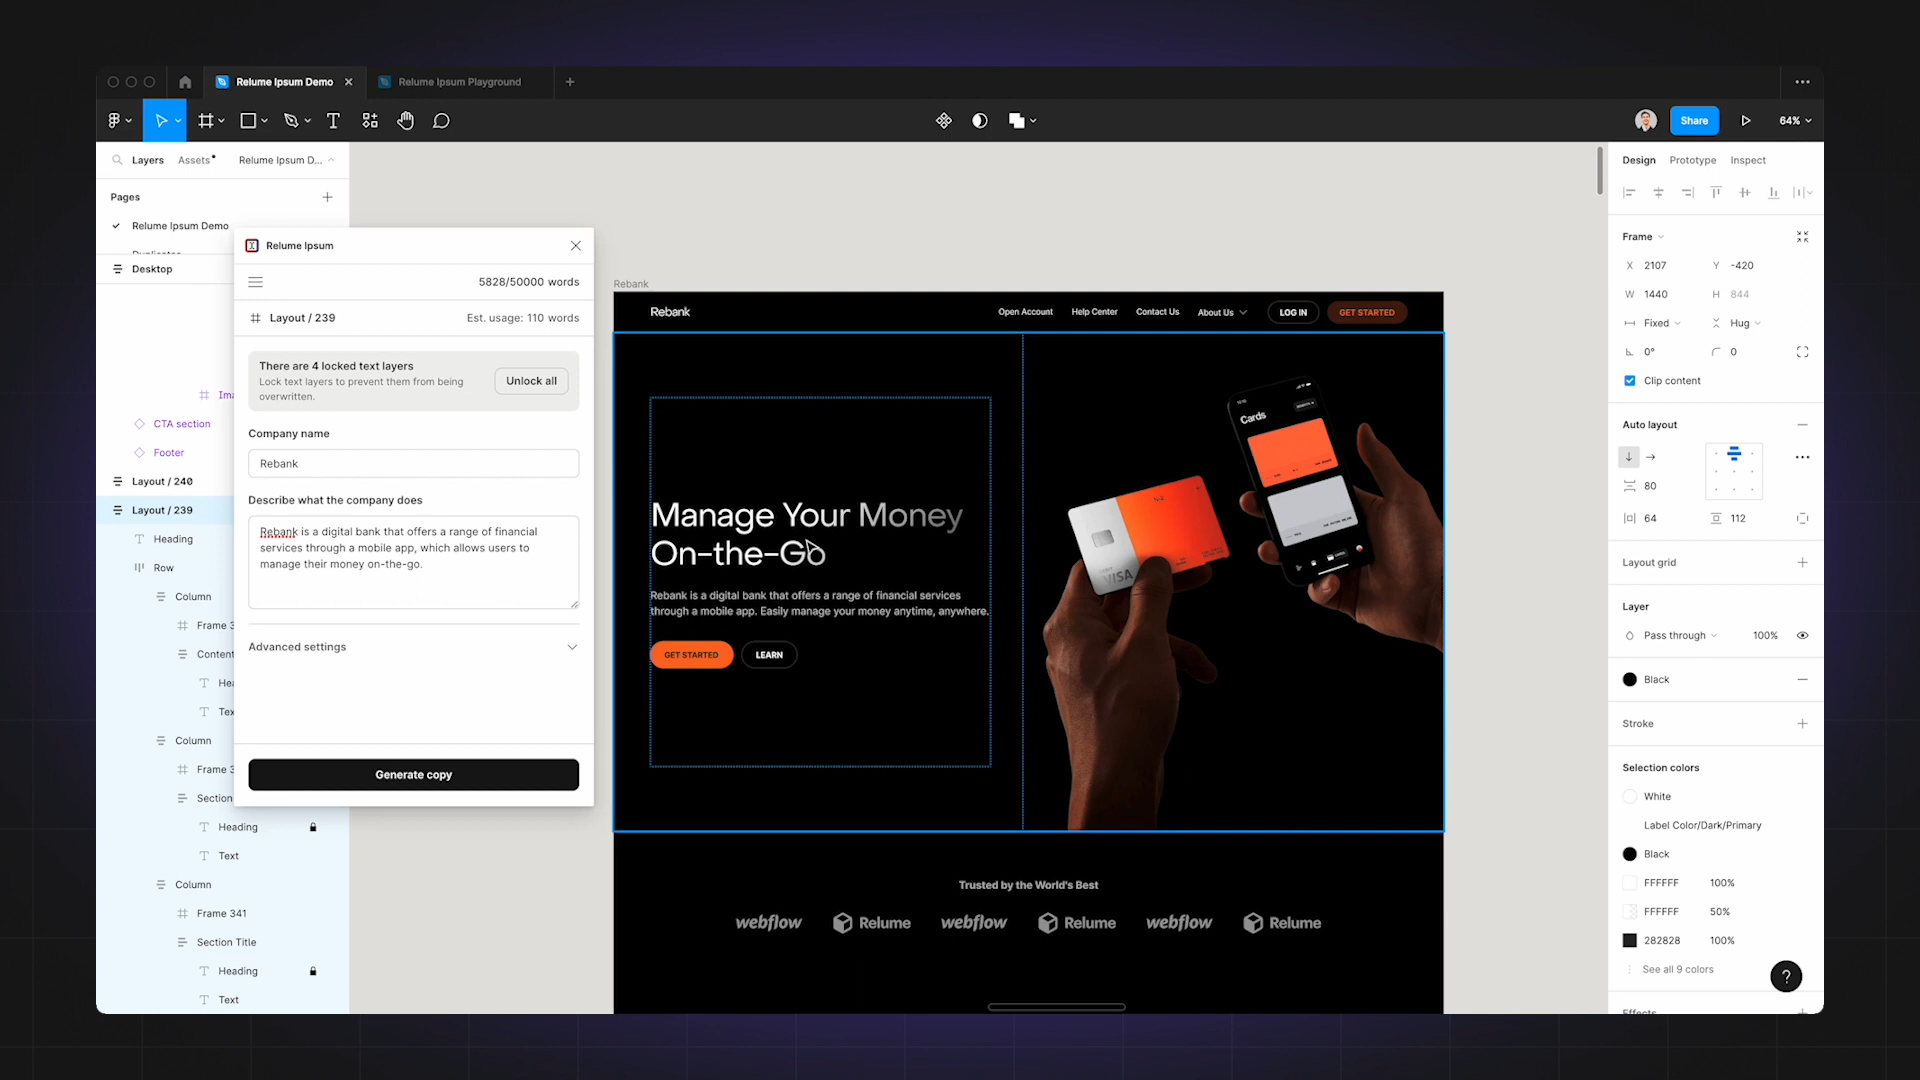 Relume Ipsum Demo
Relume Ipsum Playground
Share
64%
Layers
Assets
Relume Ipsum D...
Pages
Relume Ipsum Demo
Desktop
CTA section
Footer
Layout / 240
Layout / 239
Heading
Row
Column
Frame
Content
Column
Frame
Section
Heading
Text
Column
Frame 341
Section Title
Heading
Text
Relume Ipsum
5828/50000 words
Layout / 239
Est. usage: 110 words
There are 4 locked text layers
Lock text layers to prevent them from being
overwritten.
Unlock all
Company name
Rebank
Describe what the company does
Rebank is a digital bank that offers a range of financial
services through a mobile app, which allows users to
manage their money on-the-go.
Advanced settings
Generate copy
Rebank
Rebank
Open Account
Help Center
Contact Us
About Us
LOG IN
GET STARTED
Manage Your Money
On-the-Go
Rebank is a digital bank that offers a range of financial services
through a mobile app. Easily manage your money anytime, anywhere.
GET STARTED
LEARN
Cards
VISA
Trusted by the World's Best
webflow
Relume
webflow
Relume
webflow
Relume
Design
Prototype
Inspect
Frame
X 2107
Y -420
W 1440
H 844
Fixed
Hug
0°
0
Clip content
Auto layout
80
64
112
Layout grid
Layer
Pass through
100%
Black
Stroke
Selection colors
White
Label Color/Dark/Primary
Black
FFFFFF 100%
FFFFFF 50%
282828 100%
See all 9 colors
?